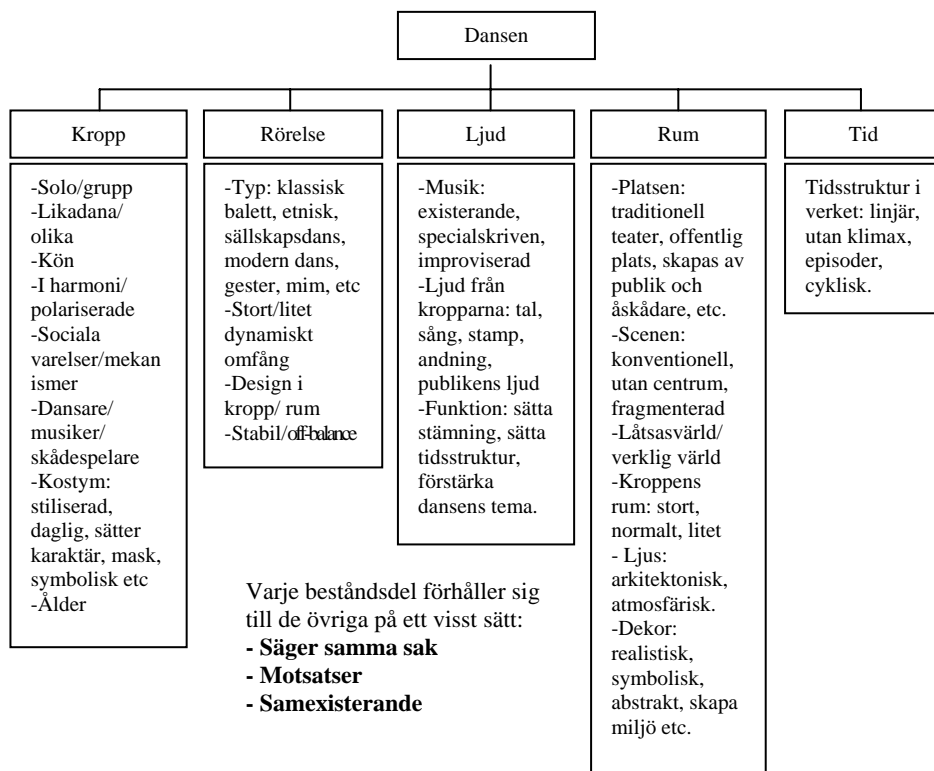 Dansen
Kropp
Rörelse
Ljud
Rum
Tid
-Solo/grupp
-Likadana/
olika
-Kön
-I harmoni/
polariserade
-Sociala
varelser/mekan
ismer
-Dansare/
musiker/
skådespelare
-Kostym:
stiliserad,
daglig, sätter
karaktär, mask,
symbolisk etc
-Ålder
-Typ: klassisk
balett, etnisk,
sällskapsdans,
modern dans,
gester, mim, etc
-Stort/litet
dynamiskt
omfång
-Design i
kropp/ rum
-Stabil/off-balance
-Musik:
existerande,
specialskriven,
improviserad
-Ljud från
kropparna: tal,
sång, stamp,
andning,
publikens ljud
-Funktion: sätta
stämning, sätta
tidsstruktur,
förstärka
dansens tema.
-Platsen:
traditionell
teater, offentlig
plats, skapas av
publik och
åskådare, etc.
-Scenen:
konventionell,
utan centrum,
fragmenterad
-Låtsasvärld/
verklig värld
-Kroppens
rum: stort,
normalt, litet
- Ljus:
arkitektonisk,
atmosfärisk.
-Dekor:
realistisk,
symbolisk,
abstrakt, skapa
miljö etc.
Tidsstruktur i
verket: linjär,
utan klimax,
episoder,
cyklisk.
Varje beståndsdel förhåller sig
till de övriga på ett visst sätt:
- Säger samma sak
- Motsatser
- Samexisterande